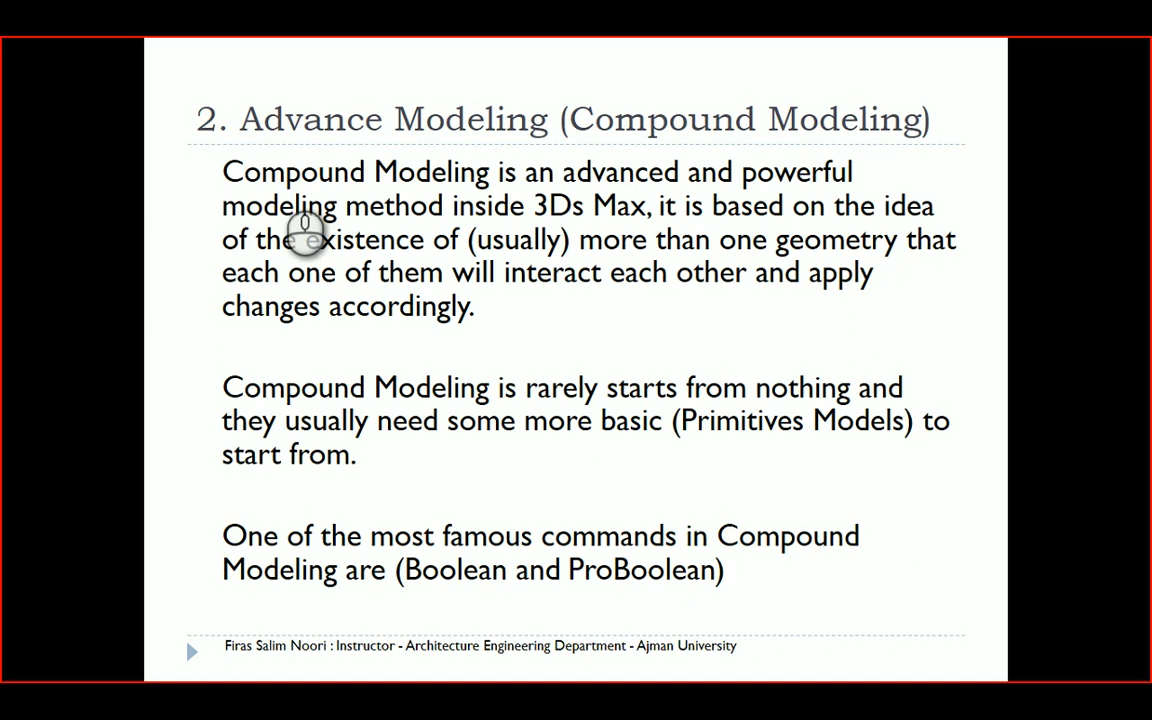 2. Advance Modeling (Compound Modeling)
Compound Modeling is an advanced and powerful
modeling method inside 3Ds Max, it is based on the idea
of the existence of (usually) more than one geometry that
each one of them will interact each other and apply
changes accordingly.
Compound Modeling is rarely starts from nothing and
they usually need some more basic (Primitives Models) to
start from.
One of the most famous commands in Compound
Modeling are (Boolean and ProBoolean)
Firas Salim Noori : Instructor - Architecture Engineering Department - Ajman University